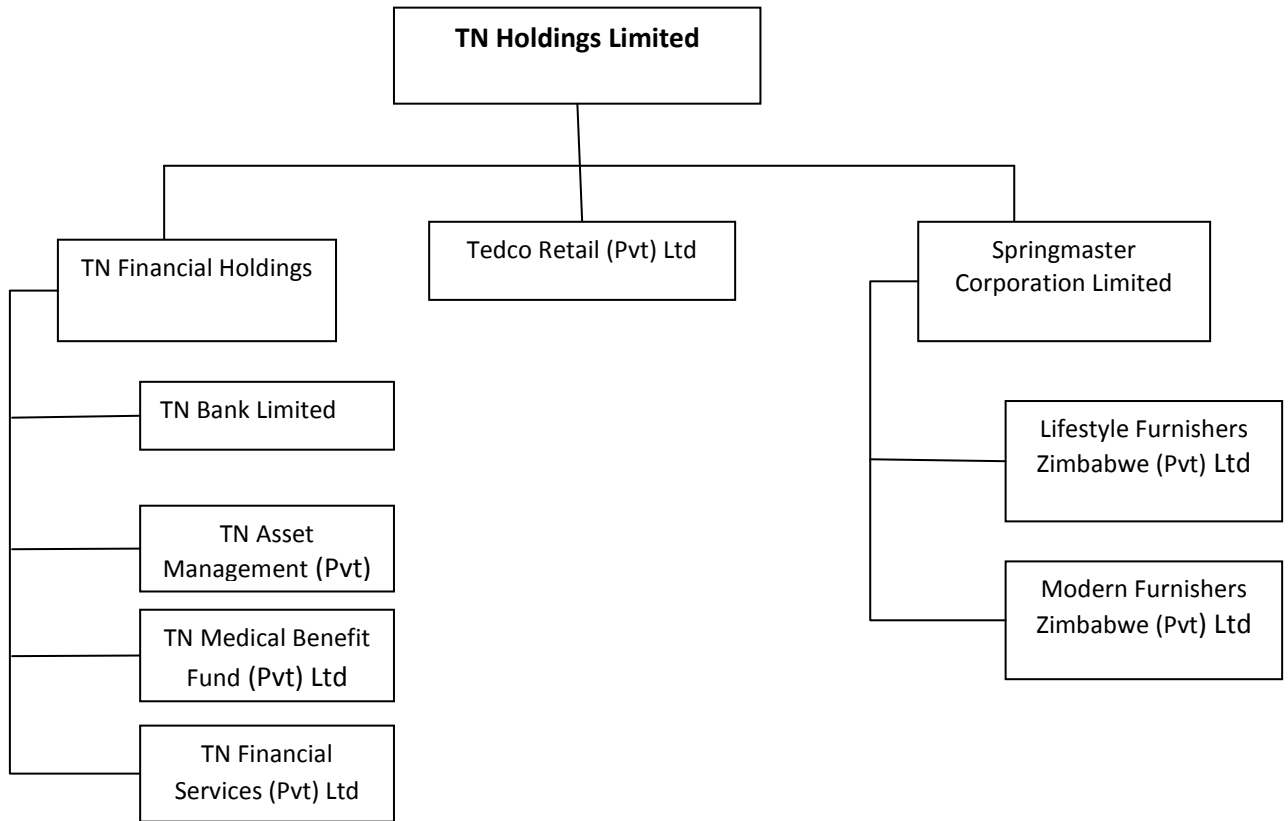 TN Holdings Limited
TN Financial Holdings
Tedco Retail (Pvt) Ltd
Springmaster
Corporation Limited
TN Bank Limited
TN Asset
Management (Pvt)
TN Medical Benefit
Fund (Pvt) Ltd
TN Financial
Services (Pvt) Ltd
Lifestyle Furnishers
Zimbabwe (Pvt) Ltd
Modern Furnishers
Zimbabwe (Pvt) Ltd